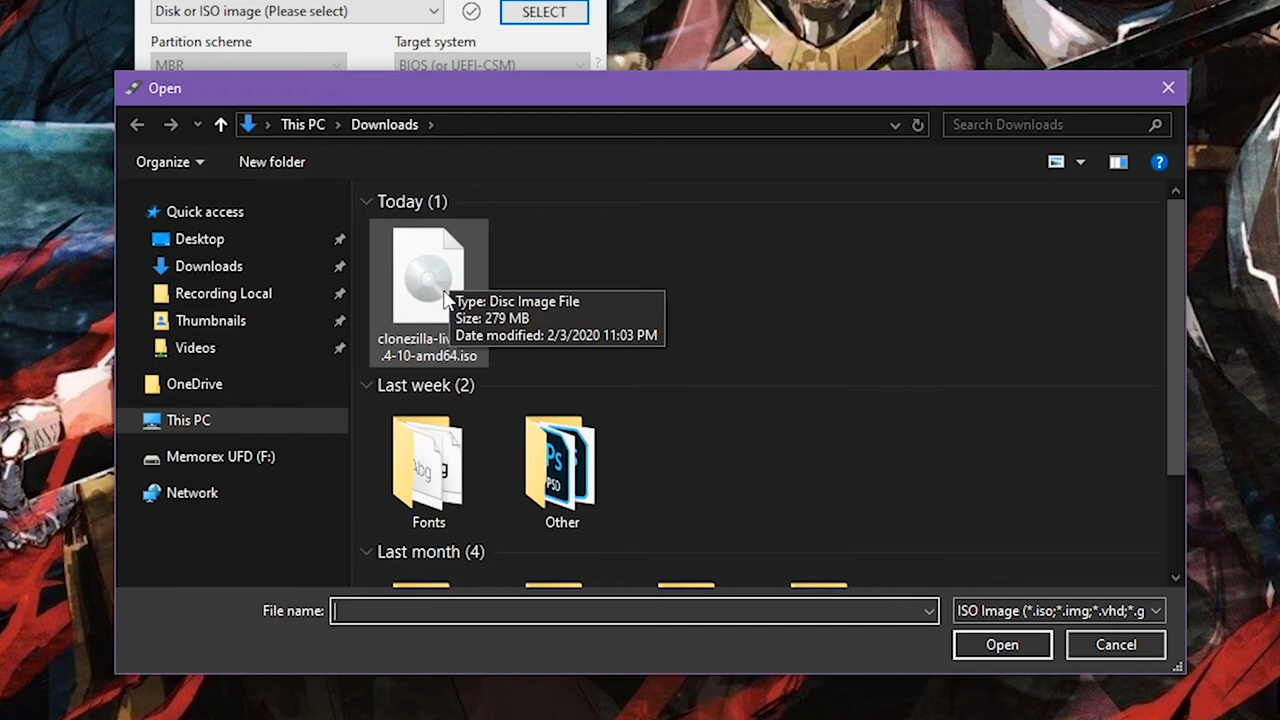 Disk or ISO image (Please select)
SELECT
Partition scheme
Target system
MBR
BIOS (or UEFI-CSM)
?
Open
This PC
Downloads
Search Downloads
Organize
New folder
?
Quick access
Desktop
Downloads
Recording Local
Thumbnails
Videos
OneDrive
This PC
Memorex UFD (F:)
Network
Today (1)
Type: Disc Image File
Size: 279 MB
Date modified: 2/3/2020 11:03 PM
clonezilla-li
.4-10-amd64.iso
Last week (2)
Abg
g
Ps
PSD
S
Fonts
Other
Last month (4)
File name:
ISO Image (*.iso;*.img;*.vhd;*.g
Open
Cancel